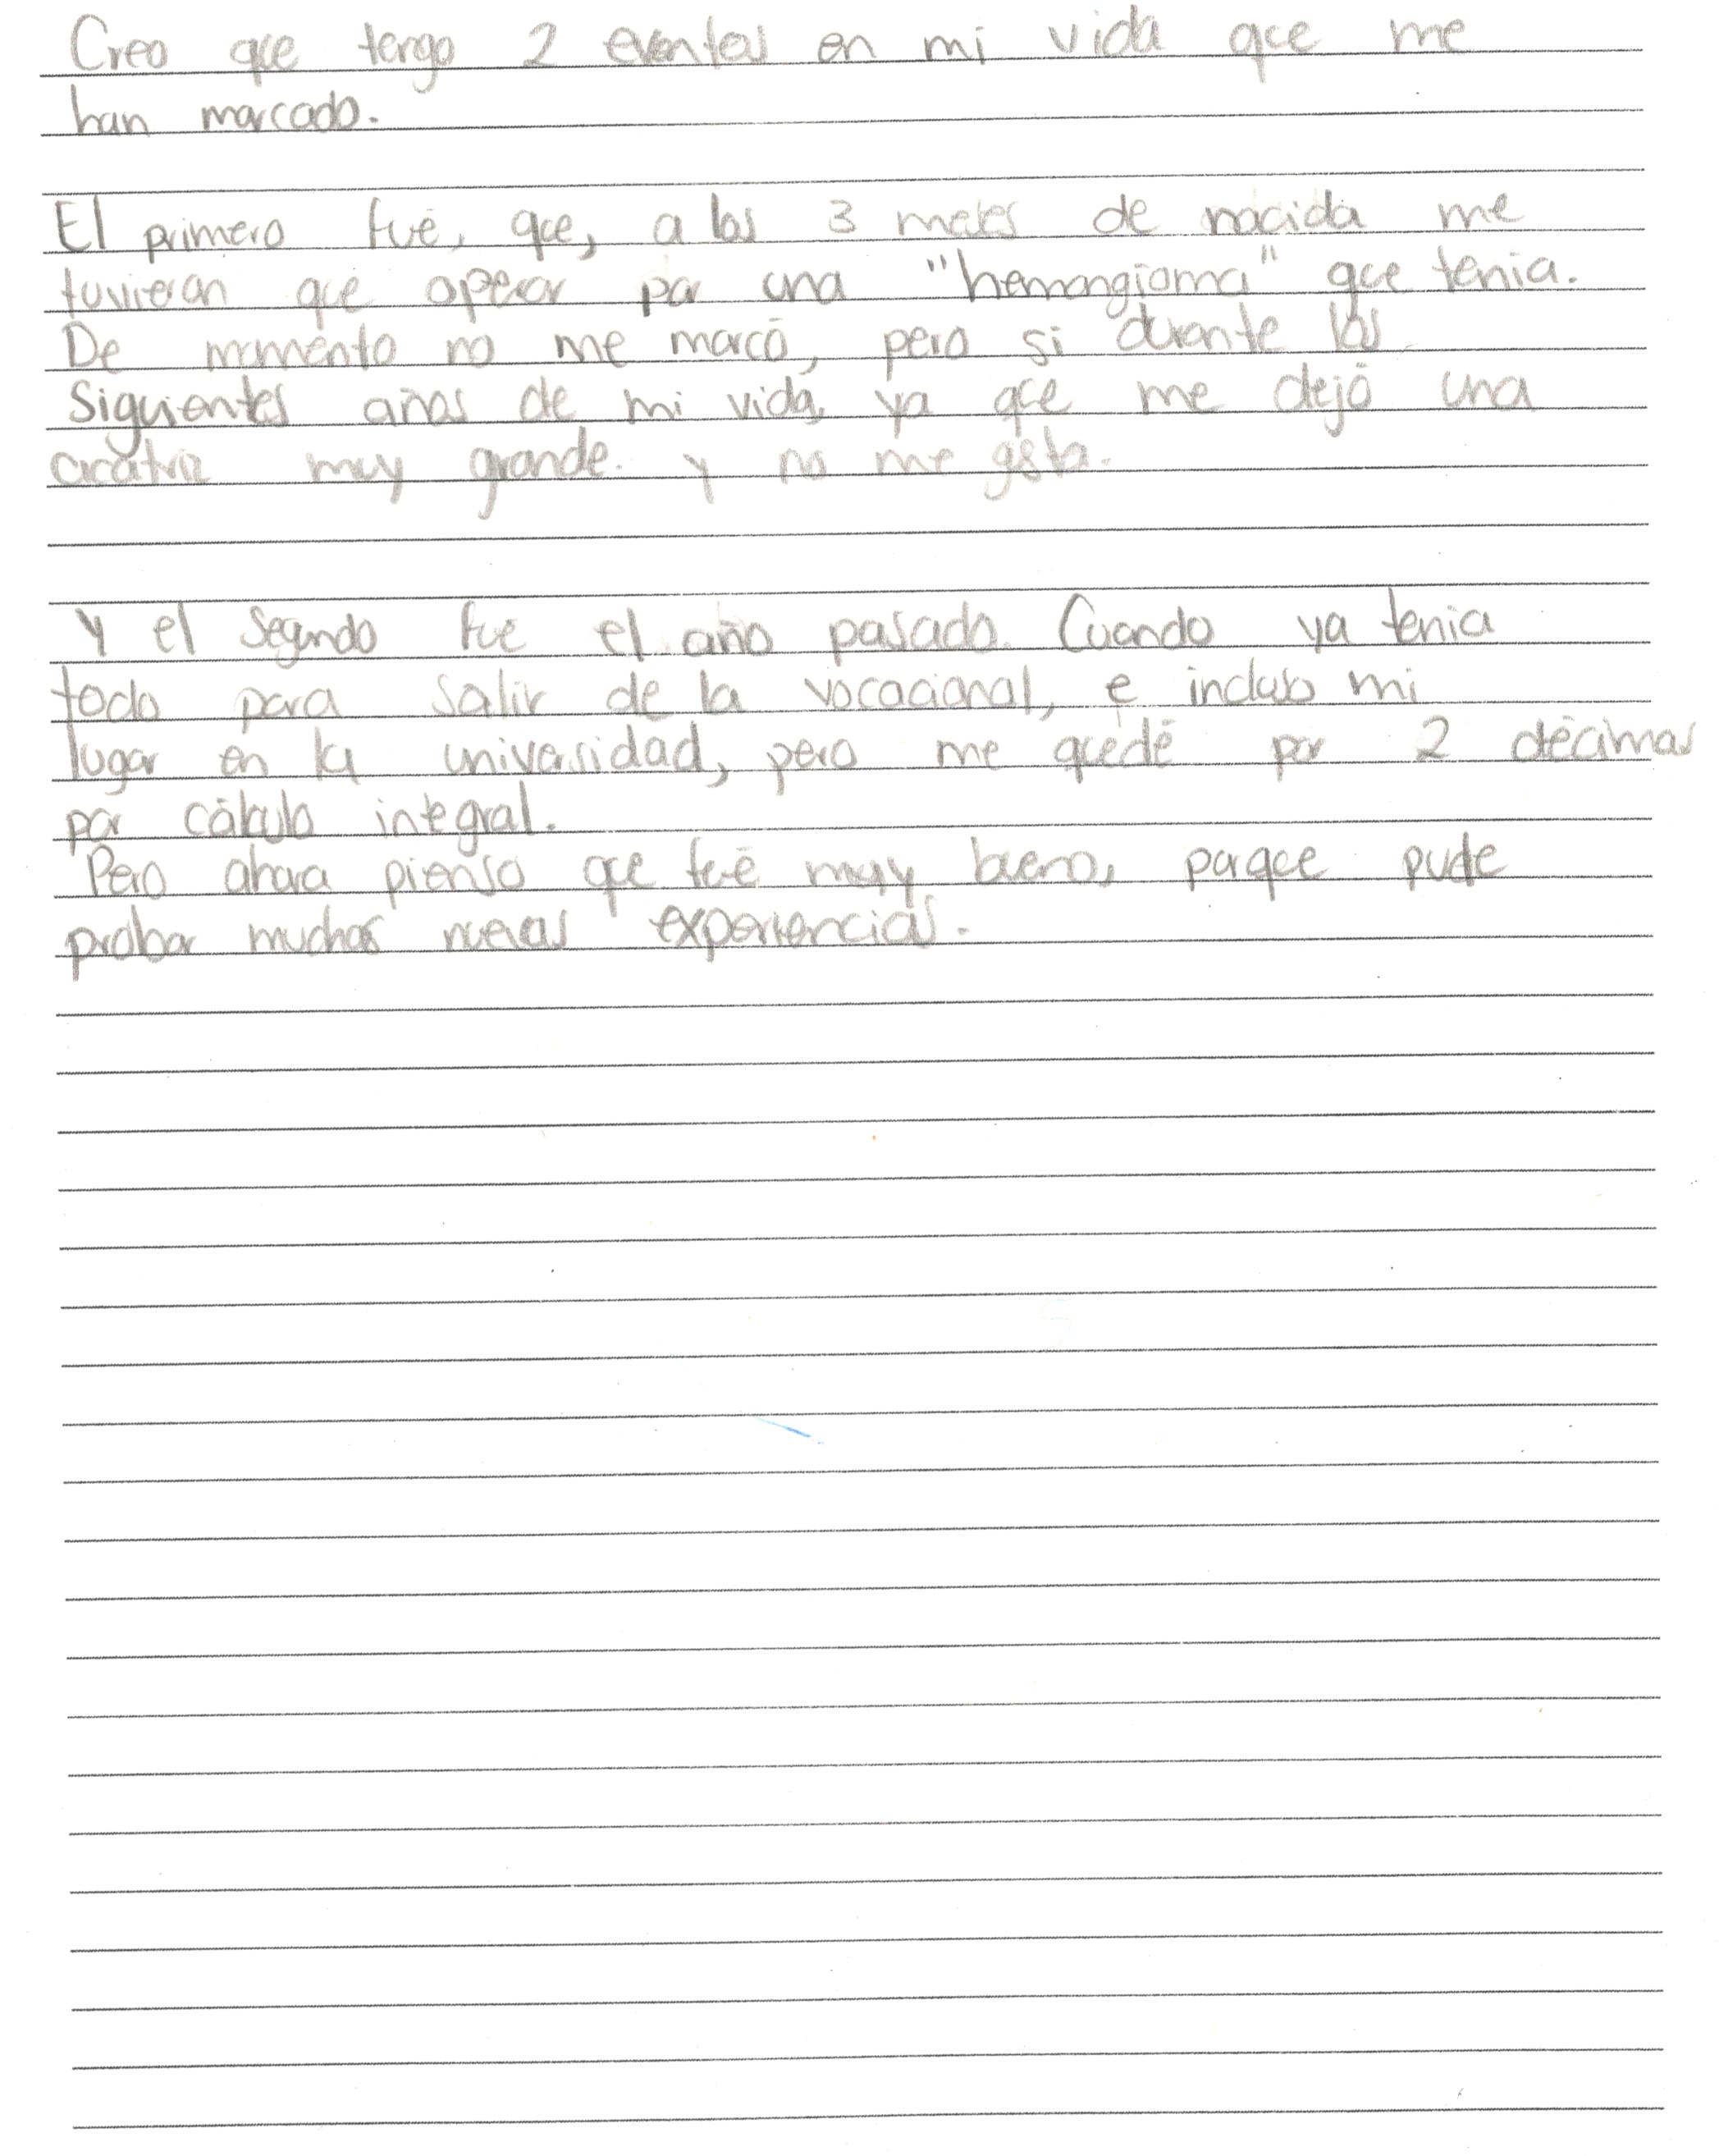 Creo que tengo 2 eventos en mi vida que me
han marcado.
El primero fué, que, a los 3 meses de nacida me
tuvieron que operar por una "hemangioma" que tenia.
De momento no me marcó, pero si durante los
siguientes años de mi vida, ya que me dejó una
cicatriz muy grande. y no me gsta.
Y el segundo fue el año pasado. Cuando ya tenia
todo para salir de la vocacional, e incluso mi
lugar en la universidad, pero me quedé por 2 décimas
por cálculo integral.
Pero ahora pienso que fué muy bueno, porque pude
probar muchas nuevas experiencias.